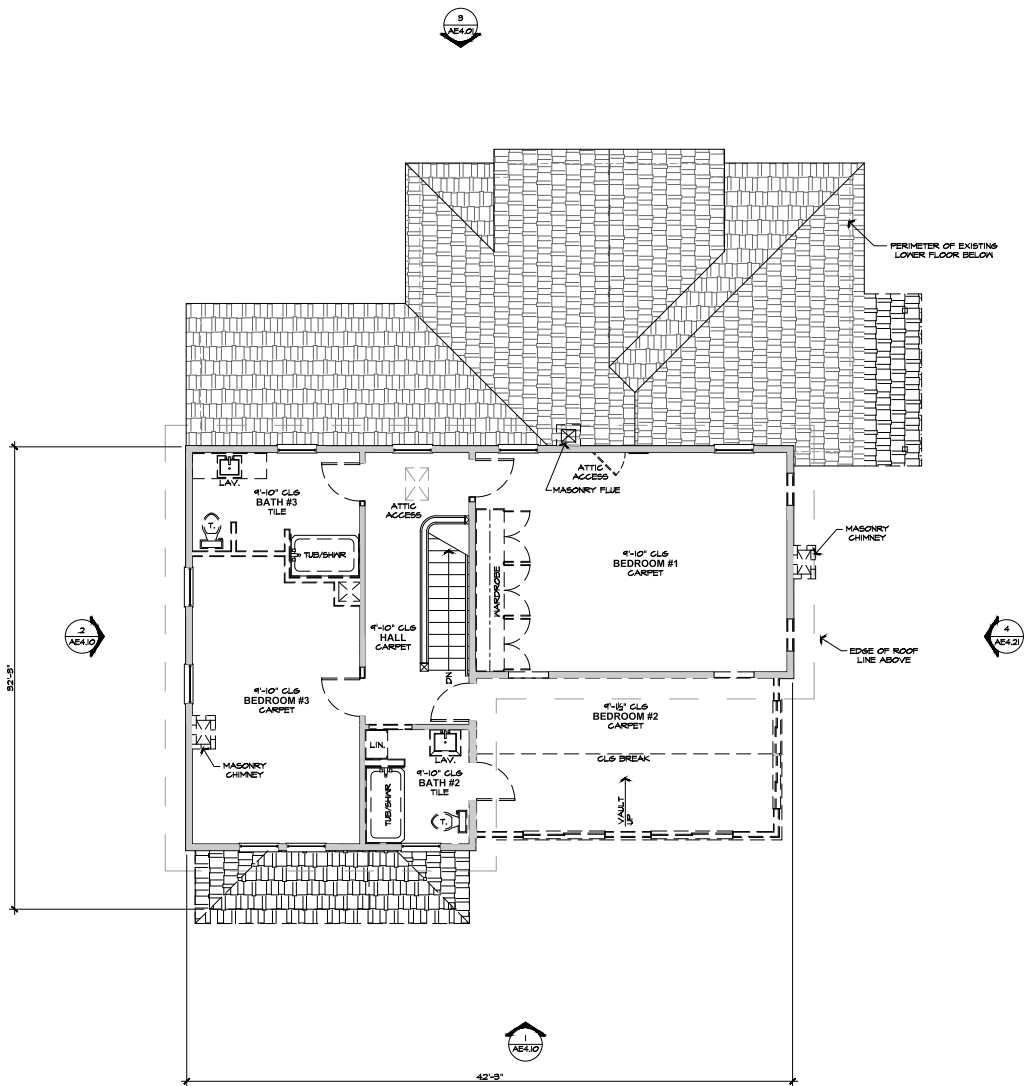 3
AE4.01
PERIMETER OF EXISTING
LOWER FLOOR BELOW
LAV.
9'-10" CLG
BATH #3
TILE
T.
TUB/SHWR
ATTIC
ACCESS
ATTIC
ACCESS
MASONRY FLUE
MASONRY
CHIMNEY
9'-10" CLG
BEDROOM #1
CARPET
WARDROBE
9'-10" CLG
HALL
CARPET
DN
2
AE4.10
4
AE4.21
EDGE OF ROOF
LINE ABOVE
32'-3"
9'-10" CLG
BEDROOM #3
CARPET
9'-1½" CLG
BEDROOM #2
CARPET
CLG BREAK
VAULT
UP
MASONRY
CHIMNEY
LIN.
LAV.
9'-10" CLG
BATH #2
TILE
TUB/SHWR
T.
1
AE4.10
42'-3"